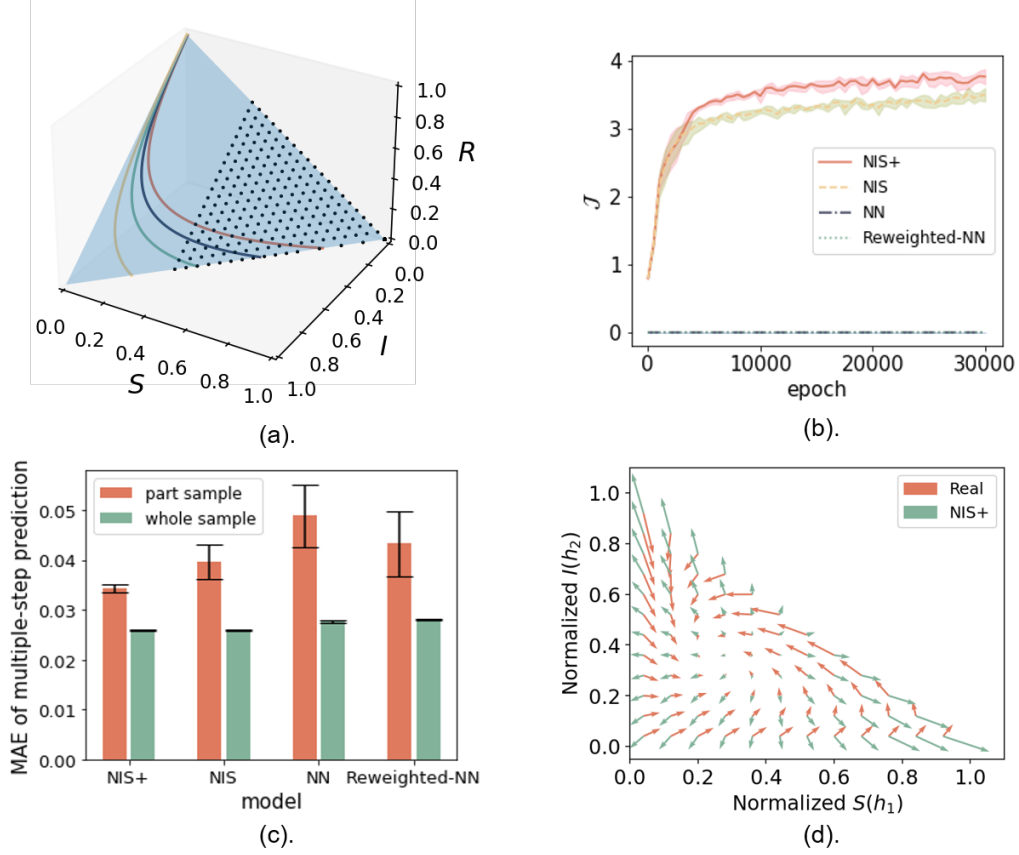 1.0
0.8
0.6
0.4
0.2
0.0
R
0.0
0.2
0.4
0.6
0.8
1.0
I
0.0
0.2
0.4
0.6
0.8
1.0
S
(a).
4
3
2
1
0
𝒥
0
10000
20000
30000
epoch
NIS+
NIS
NN
Reweighted-NN
(b).
MAE of multiple-step prediction
0.05
0.04
0.03
0.02
0.01
0.00
part sample
whole sample
NIS+
NIS
NN
Reweighted-NN
model
(c).
Normalized I(h₂)
1.0
0.8
0.6
0.4
0.2
0.0
Real
NIS+
0.0
0.2
0.4
0.6
0.8
1.0
Normalized S(h₁)
(d).